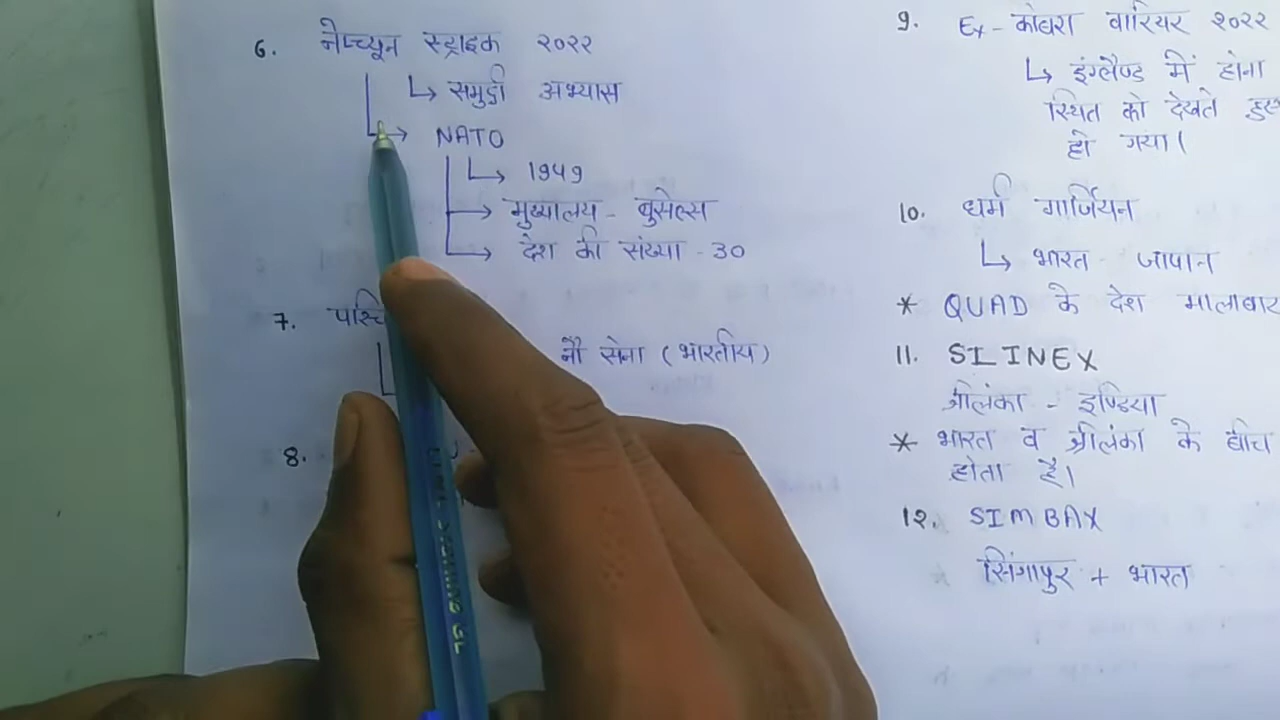 6. नेप्च्यून स्ट्राइक २०२२
↳ समुद्री अभ्यास
→ NATO
↳ 1949
→ मुख्यालय - ब्रुसेल्स
→ देश की संख्या - 30
7.
नौ सेना (भारतीय)
8.
9. Ex - कोबरा वारियर २०२२
↳ इंग्लैण्ड में होना
स्थित को देखते हुए
हो गया।
10. धर्म गार्जियन
↳ भारत - जापान
* QUAD के देश मालाबार
11. SLINEX
श्रीलंका - इण्डिया
* भारत व श्रीलंका के बीच
होता है।
१२. SIMBAX
सिंगापुर + भारत